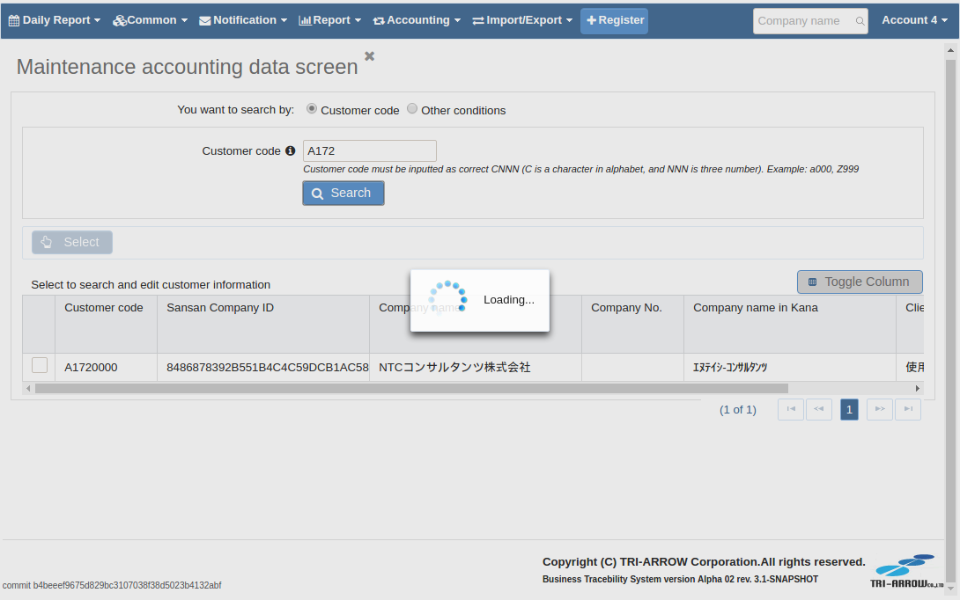 Daily Report Common Notification Report Accounting Import/Export Register Company name Account 4
Maintenance accounting data screen
You want to search by: Customer code Other conditions
Customer code A172
Customer code must be inputted as correct CNNN (C is a character in alphabet, and NNN is three number). Example: a000, Z999
Search
Select
Select to search and edit customer information Toggle Column
Loading...
Customer code Sansan Company ID Company name Company No. Company name in Kana Clie
A1720000 8486878392B551B4C4C59DCB1AC58 NTCコンサルタンツ株式会社 エヌテイシ-コンサルタンツ 使用
(1 of 1) 1
Copyright (C) TRI-ARROW Corporation.All rights reserved.
Business Tracebility System version Alpha 02 rev. 3.1-SNAPSHOT
TRI-ARROW CO.,LTD
commit b4beeef9675d829bc3107038f38d5023b4132abf